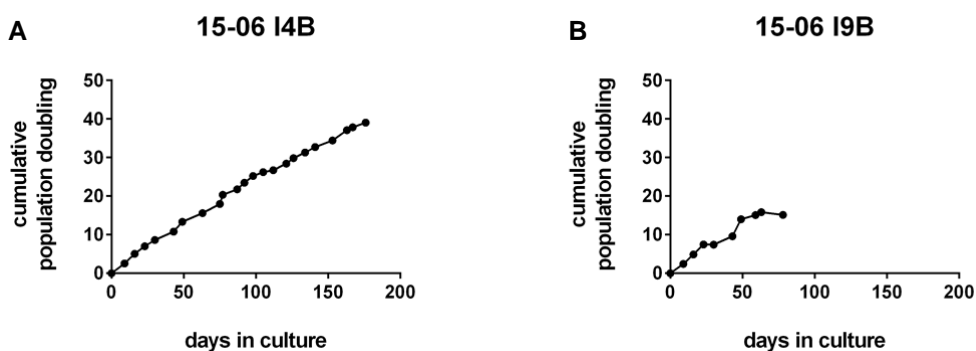 A
15-06 I4B
cumulative
population doubling
50
40
30
20
10
0
0 50 100 150 200
days in culture
B
15-06 I9B
cumulative
population doubling
50
40
30
20
10
0
0 50 100 150 200
days in culture